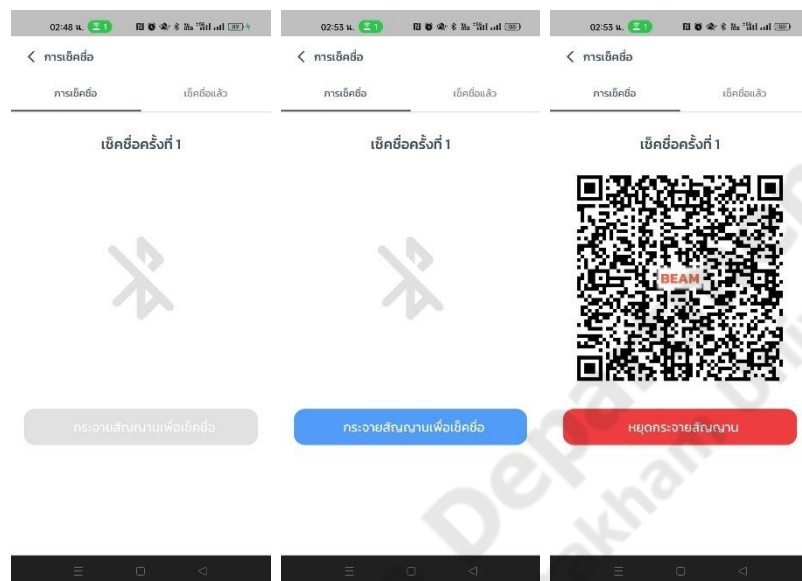 02:48 น. 1
การเช็คชื่อ
การเช็คชื่อ เช็คชื่อแล้ว
เช็คชื่อครั้งที่ 1
กระจายสัญญานเพื่อเช็คชื่อ
02:53 น. 1
การเช็คชื่อ
การเช็คชื่อ เช็คชื่อแล้ว
เช็คชื่อครั้งที่ 1
กระจายสัญญานเพื่อเช็คชื่อ
02:53 น. 1
การเช็คชื่อ
การเช็คชื่อ เช็คชื่อแล้ว
เช็คชื่อครั้งที่ 1
BEAM
หยุดกระจายสัญญาน